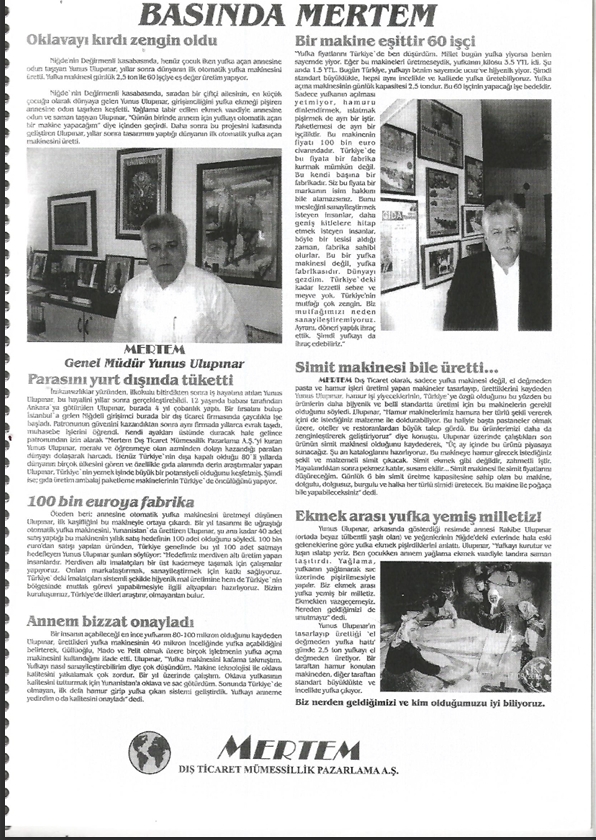 BASINDA MERTEM
Oklavayı kırdı zengin oldu
Niğde'nin Değirmenli kasabasında, henüz çocuk iken yufka açan annesine
odun taşıyan Yunus Ulupınar, yıllar sonra dünyanın ilk otomatik yufka makinesini
üretti. Yufka makinesi günlük 2,5 ton ile 60 işçiye eş değer üretim yapıyor.
Niğde'nin Değirmenli kasabasında, sıradan bir çiftçi ailesinin, en küçük
çocuğu olarak dünyaya gelen Yunus Ulupınar, girişimciliğini yufka ekmeği pişiren
annesine odun taşırken keşfetti. Yağlama tabir edilen ekmek vaadiyle annesine
odun ve saman taşıyan Ulupınar, "Günün birinde annem için yufkayı otomatik açan
bir makine yapacağım" diye içinden geçirdi. Daha sonra bu projesini kafasında
geliştiren Ulupınar, yıllar sonra tasarımını yaptığı dünyanın ilk otomatik yufka açan
makinesini üretti.
MERTEM
Genel Müdür Yunus Ulupınar
Parasını yurt dışında tüketti
İmkansızlıklar yüzünden, ilkokulu bitirdikten sonra iş hayatına atılan Yunus
Ulupınar, bu hayalini yıllar sonra gerçekleştirebildi. 12 yaşında babası tarafından
Ankara'ya götürülen Ulupınar, burada 4 yıl çobanlık yaptı. Bir fırsatını bulup
İstanbul'a gelen Niğdeli girişimci burada bir dış ticaret firmasında çaycılıkla işe
başladı. Patronunun güvenini kazandıktan sonra aynı firmada yıllarca evrak taşıdı,
muhasebe işlerini öğrendi. Kendi ayakları üstünde duracak hale gelince
patronundan izin alarak "Mertem Dış Ticaret Mümessillik Pazarlama A.Ş."yi kuran
Yunus Ulupınar, merakı ve öğrenmeye olan azminden dolayı kazandığı paraları
dünyayı dolaşarak harcadı. Henüz Türkiye'nin dışa kapalı olduğu 80'li yıllarda
dünyanın birçok ülkesini gören ve özellikle gıda alanında derin araştırmalar yapan
Ulupınar, Türkiye'nin yemek işinde büyük bir potansiyeli olduğunu keşfetmiş. Şimdi
ise; gıda üretim ambalaj paketleme makinelerinin Türkiye'de öncülüğünü yapıyor.
100 bin euroya fabrika
Öteden beri: annesine otomatik yufka makinesini üretmeyi düşünen
Ulupınar, ilk keşfini bu makineyle ortaya çıkardı. Bir yıl tasarımı ile uğraştığı
otomatik yufka makinesini, Yunanistan'da ürettiren Ulupınar, şu ana kadar 40 adet
satış yaptığı bu makinenin yıllık satış hedefinin 100 adet olduğunu söyledi. 100 bin
euro'dan satış yapılan üründen, Türkiye genelinde bu yıl 100 adet satmayı
hedefleyen Yunus Ulupınar şunları söylüyor: "Hedefimiz merdiven altı üretim yapan
insanlardır. Merdiven altı imalatçıları bir üst kademeye taşımak için çalışmalar
yapıyoruz. Onları markalaştırmak, sanayileştirmek için katkı sağlıyoruz.
Türkiye'deki imalatçıları sistemli şekilde hijyenik mal üretimine hem de Türkiye'nin
bölgesinde mutlak görevi yapabilmesiyle ilgili altyapıları hazırlıyoruz. Bizim
kuruluşumuz, Türkiye'de ilkleri araştırır, olmayanları bulur.
Annem bizzat onayladı
Bir insanın açabileceği en ince yufkanın 80-100 mikron olduğunu kaydeden
Ulupınar, ürettikleri yufka makinesinin 40 mikron inceliğinde yufka açabildiğini
belirterek, Güllüoğlu, Mado ve Pelit olmak üzere birçok işletmenin yufka açma
makinesini kullandığını ifade etti. Ulupınar, "Yufka makinesini kafama takmıştım.
Yufkayı nasıl sanayileştirebilirim diye çok düşündüm. Makine teknolojisi ile oklava
kalitesini yakalamak çok zordur. Bir yıl üzerinde çalıştım. Oklava yufkasının
kalitesini tutturmak için Yunanistan'a oklava ve sac götürdüm. Sonunda Türkiye'de
olmayan, ilk defa hamur girip yufka çıkan sistemi geliştirdik. Yufkayı anneme
yedirdim o da kalitesini onayladı" dedi.
Bir makine eşittir 60 işçi
"Yufka fiyatlarını Türkiye'de ben düşürdüm. Millet bugün yufka yiyorsa benim
sayemde yiyor. Eğer bu makineleri üretmeseydik, yufkanın kilosu 3.5 YTL idi. Şu
anda 1.5 YTL. Bugün Türkiye, yufkayı benim sayemde ucuz ve hijyenik yiyor. Şimdi
standart büyüklükte, hepsi aynı incelikte ve kalitede yufka üretebiliyoruz. Yufka
açma makinesinin günlük kapasitesi 2.5 tondur. Bu 60 işçinin yapacağı işe bedeldir.
Sadece yufkanın açılması
yetmiyor, hamuru
dinlendirmek, ıslatmak
pişirmek de ayrı bir iştir.
Paketlemesi de ayrı bir
işçiliktir. Bu makinenin
fiyatı 100 bin euro
civarındadır. Türkiye'de
bu fiyata bir fabrika
kurmak mümkün değil.
Bu kendi başına bir
fabrikadır. Siz bu fiyata bir
markanın isim hakkını
bile alamazsınız. Bunu
mesleğini sanayileştirmek
isteyen insanlar, daha
geniş kitlelere hitap
etmek isteyen insanlar,
böyle bir tesisi aldığı
zaman, fabrika sahibi
olurlar. Bu bir yufka
makinesi değil, yufka
fabrikasıdır. Dünyayı
gezdim. Türkiye'deki
kadar lezzetli sebze ve
meyve yok. Türkiye'nin
mutfağı çok zengin. Biz
mutfağımızı neden
sanayileştiremiyoruz.
Ayranı, döneri yaptık ihraç
ettik. Şimdi yufkayı da
ihraç edebiliriz."
GIDA
Simit makinesi bile üretti...
MERTEM Dış Ticaret olarak, sadece yufka makinesi değil, el değmeden
pasta ve hamur işleri üretimi yapan makineler tasarlayıp, ürettiklerini kaydeden
Yunus Ulupınar, hamur işi yiyeceklerinin, Türkiye'ye özgü olduğunu bu yüzden bu
ürünlerin daha hijyenik ve belli standartta üretimi için bu makinelerin gerekli
olduğunu söyledi. Ulupınar, "Hamur makinelerimiz hamura her türlü şekli vererek
içini de istediğiniz malzeme ile doldurabiliyor. Bu haliyle başta pastaneler olmak
üzere, oteller ve restoranlardan büyük talep gördü. Bu ürünlerimizi daha da
zenginleştirerek geliştiriyoruz" diye konuştu. Ulupınar üzerinde çalıştıkları son
ürünün simit makinesi olduğunu kaydederek, "Üç ay içinde bu ürünü piyasaya
sunacağız. Şu an kataloglarını hazırlıyoruz. Bu makineye hamur girecek istediğiniz
şekil ve malzemeli simit çıkacak. Simit ekmek gibi değildir, zahmetli iştir.
Mayalandıktan sonra pekmez katılır, susam ekilir... Simit makinesi ile simit fiyatlarını
düşüreceğim. Günlük 6 bin simit üretme kapasitesine sahip olan bu makine,
dolgulu, dolgusuz, burgulu ve halka her türlü simidi üretecek. Bu makine ile poğaça
bile yapabileceksiniz" dedi.
Ekmek arası yufka yemiş milletiz!
Yunus Ulupınar, arkasında gösterdiği resimde annesi Rakibe Ulupınar
(ortada beyaz tülbentli yaşlı olan) ve yeğenlerinin Niğde'deki evlerinde hala eski
geleneklerine göre yufka ekmek pişirdiklerini anlattı. Ulupınar, "Yufkayı kurutur ve
kışın ıslatıp yeriz. Ben çocukken annem yağlama ekmek vaadiyle tandıra saman
taşıtırdı. Yağlama,
yufkanın yağlanarak sac
üzerinde pişirilmesiyle
yapılır. Biz ekmek arası
yufka yemiş bir milletiz.
Ekmekten vazgeçemeyiz.
Nereden geldiğimizi de
unutmayız" dedi.
Yunus Ulupınar'ın
tasarlayıp ürettiği 'el
değmeden yufka hattı'
günde 2,5 ton yufkayı el
değmeden üretiyor. Bir
taraftan hamur konulan
makineden, diğer taraftan
standart büyüklükte ve
incelikte yufka çıkıyor.
Biz nerden geldiğimizi ve kim olduğumuzu iyi biliyoruz.
MERTEM
DIŞ TİCARET MÜMESSİLLİK PAZARLAMA A.Ş.